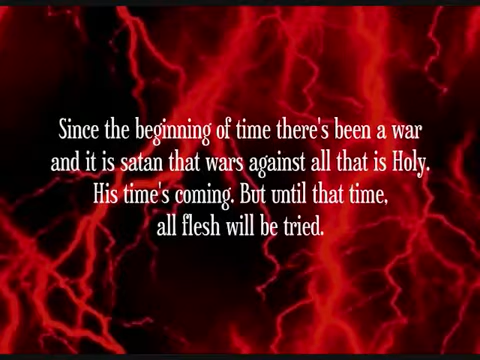 Since the beginning of time there's been a war
and it is satan that wars against all that is Holy.
His time's coming. But until that time,
all flesh will be tried.